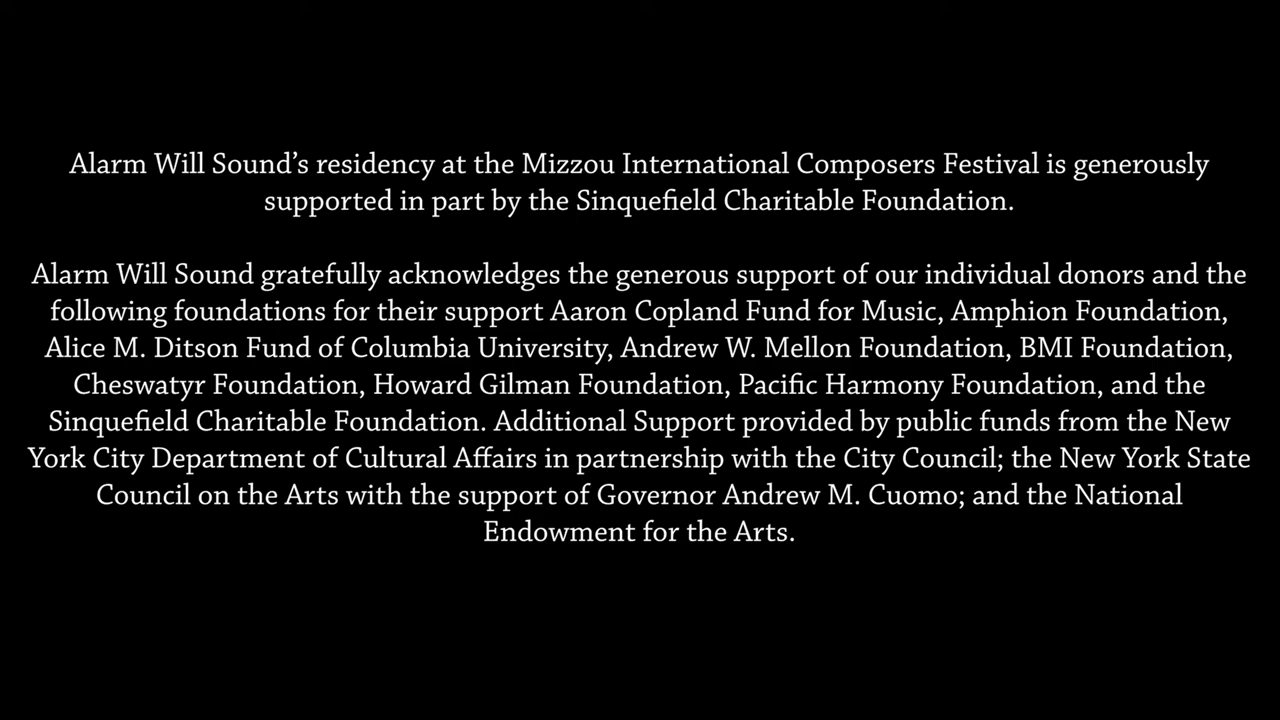 Alarm Will Sound’s residency at the Mizzou International Composers Festival is generously
supported in part by the Sinquefield Charitable Foundation.
Alarm Will Sound gratefully acknowledges the generous support of our individual donors and the
following foundations for their support Aaron Copland Fund for Music, Amphion Foundation,
Alice M. Ditson Fund of Columbia University, Andrew W. Mellon Foundation, BMI Foundation,
Cheswatyr Foundation, Howard Gilman Foundation, Pacific Harmony Foundation, and the
Sinquefield Charitable Foundation. Additional Support provided by public funds from the New
York City Department of Cultural Affairs in partnership with the City Council; the New York State
Council on the Arts with the support of Governor Andrew M. Cuomo; and the National
Endowment for the Arts.